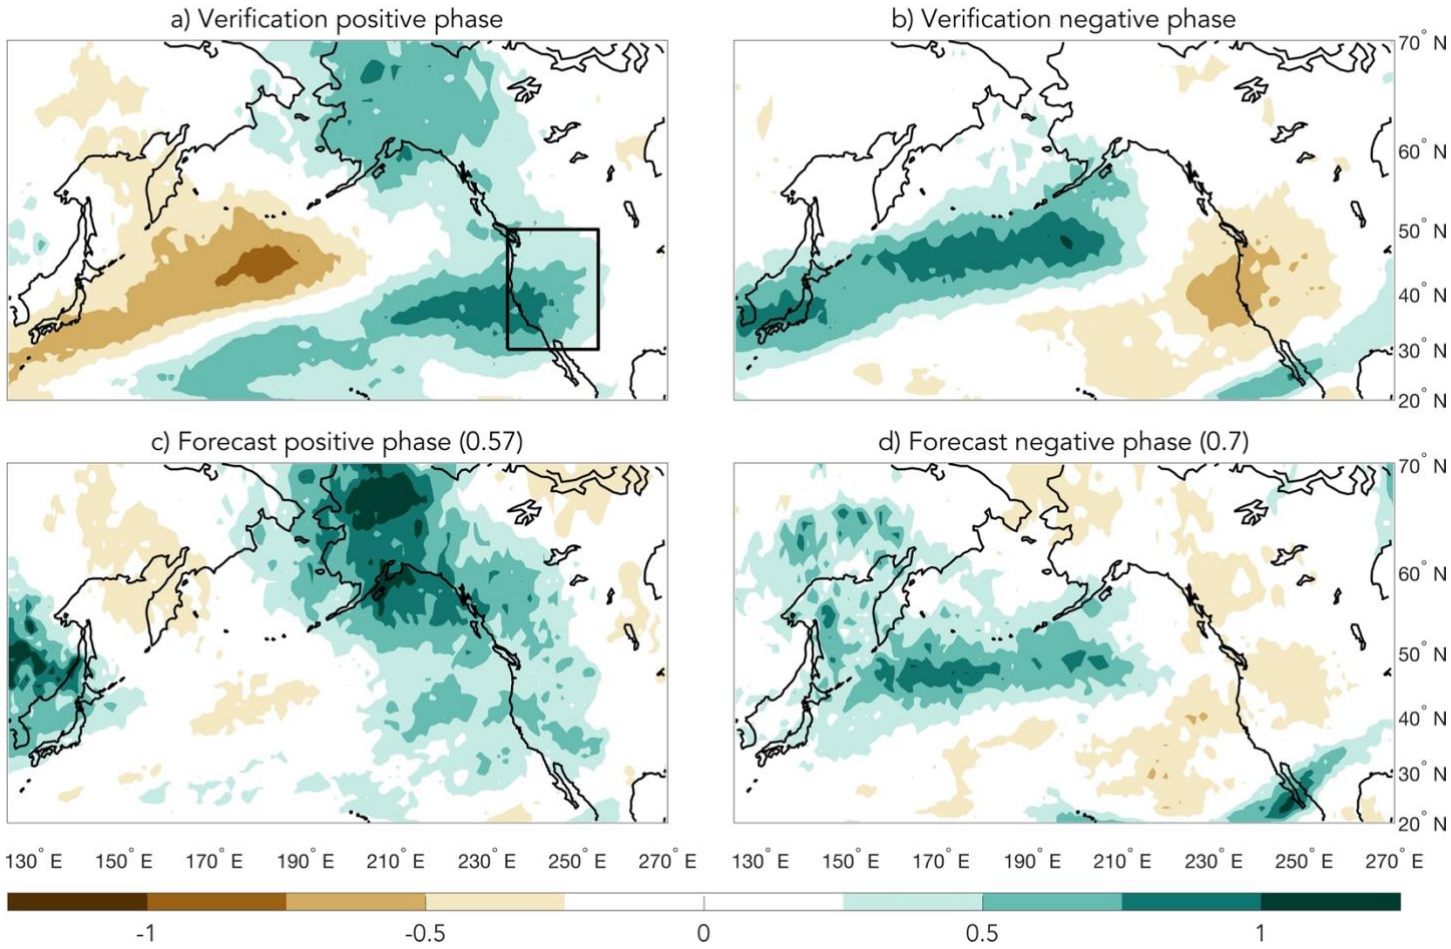 a) Verification positive phase
b) Verification negative phase
70° N
60° N
50° N
40° N
30° N
20° N
c) Forecast positive phase (0.57)
d) Forecast negative phase (0.7)
70° N
60° N
50° N
40° N
30° N
20° N
130° E 150° E 170° E 190° E 210° E 230° E 250° E 270° E
130° E 150° E 170° E 190° E 210° E 230° E 250° E 270° E
-1 -0.5 0 0.5 1